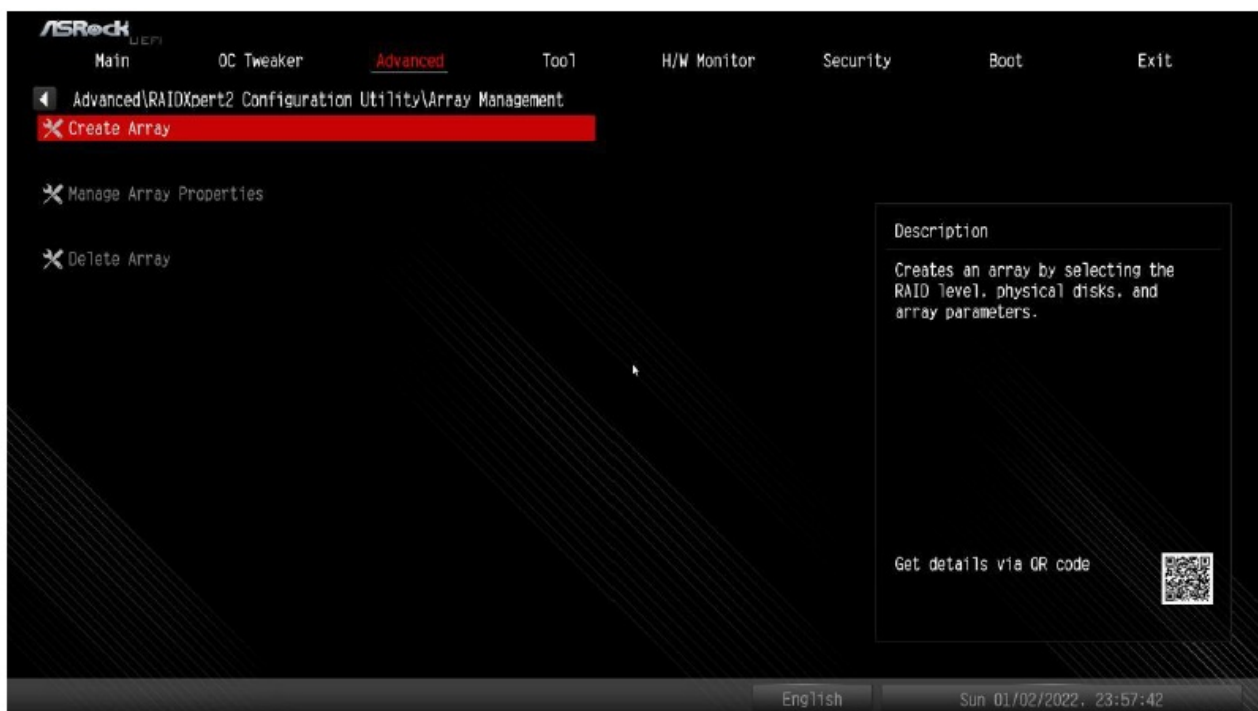 ASRock
UEFI
Main OC Tweaker Advanced Tool H/W Monitor Security Boot Exit
Advanced\RAIDXpert2 Configuration Utility\Array Management
Create Array
Manage Array Properties
Delete Array
Description
Creates an array by selecting the
RAID level, physical disks, and
array parameters.
Get details via QR code
English Sun 01/02/2022, 23:57:42